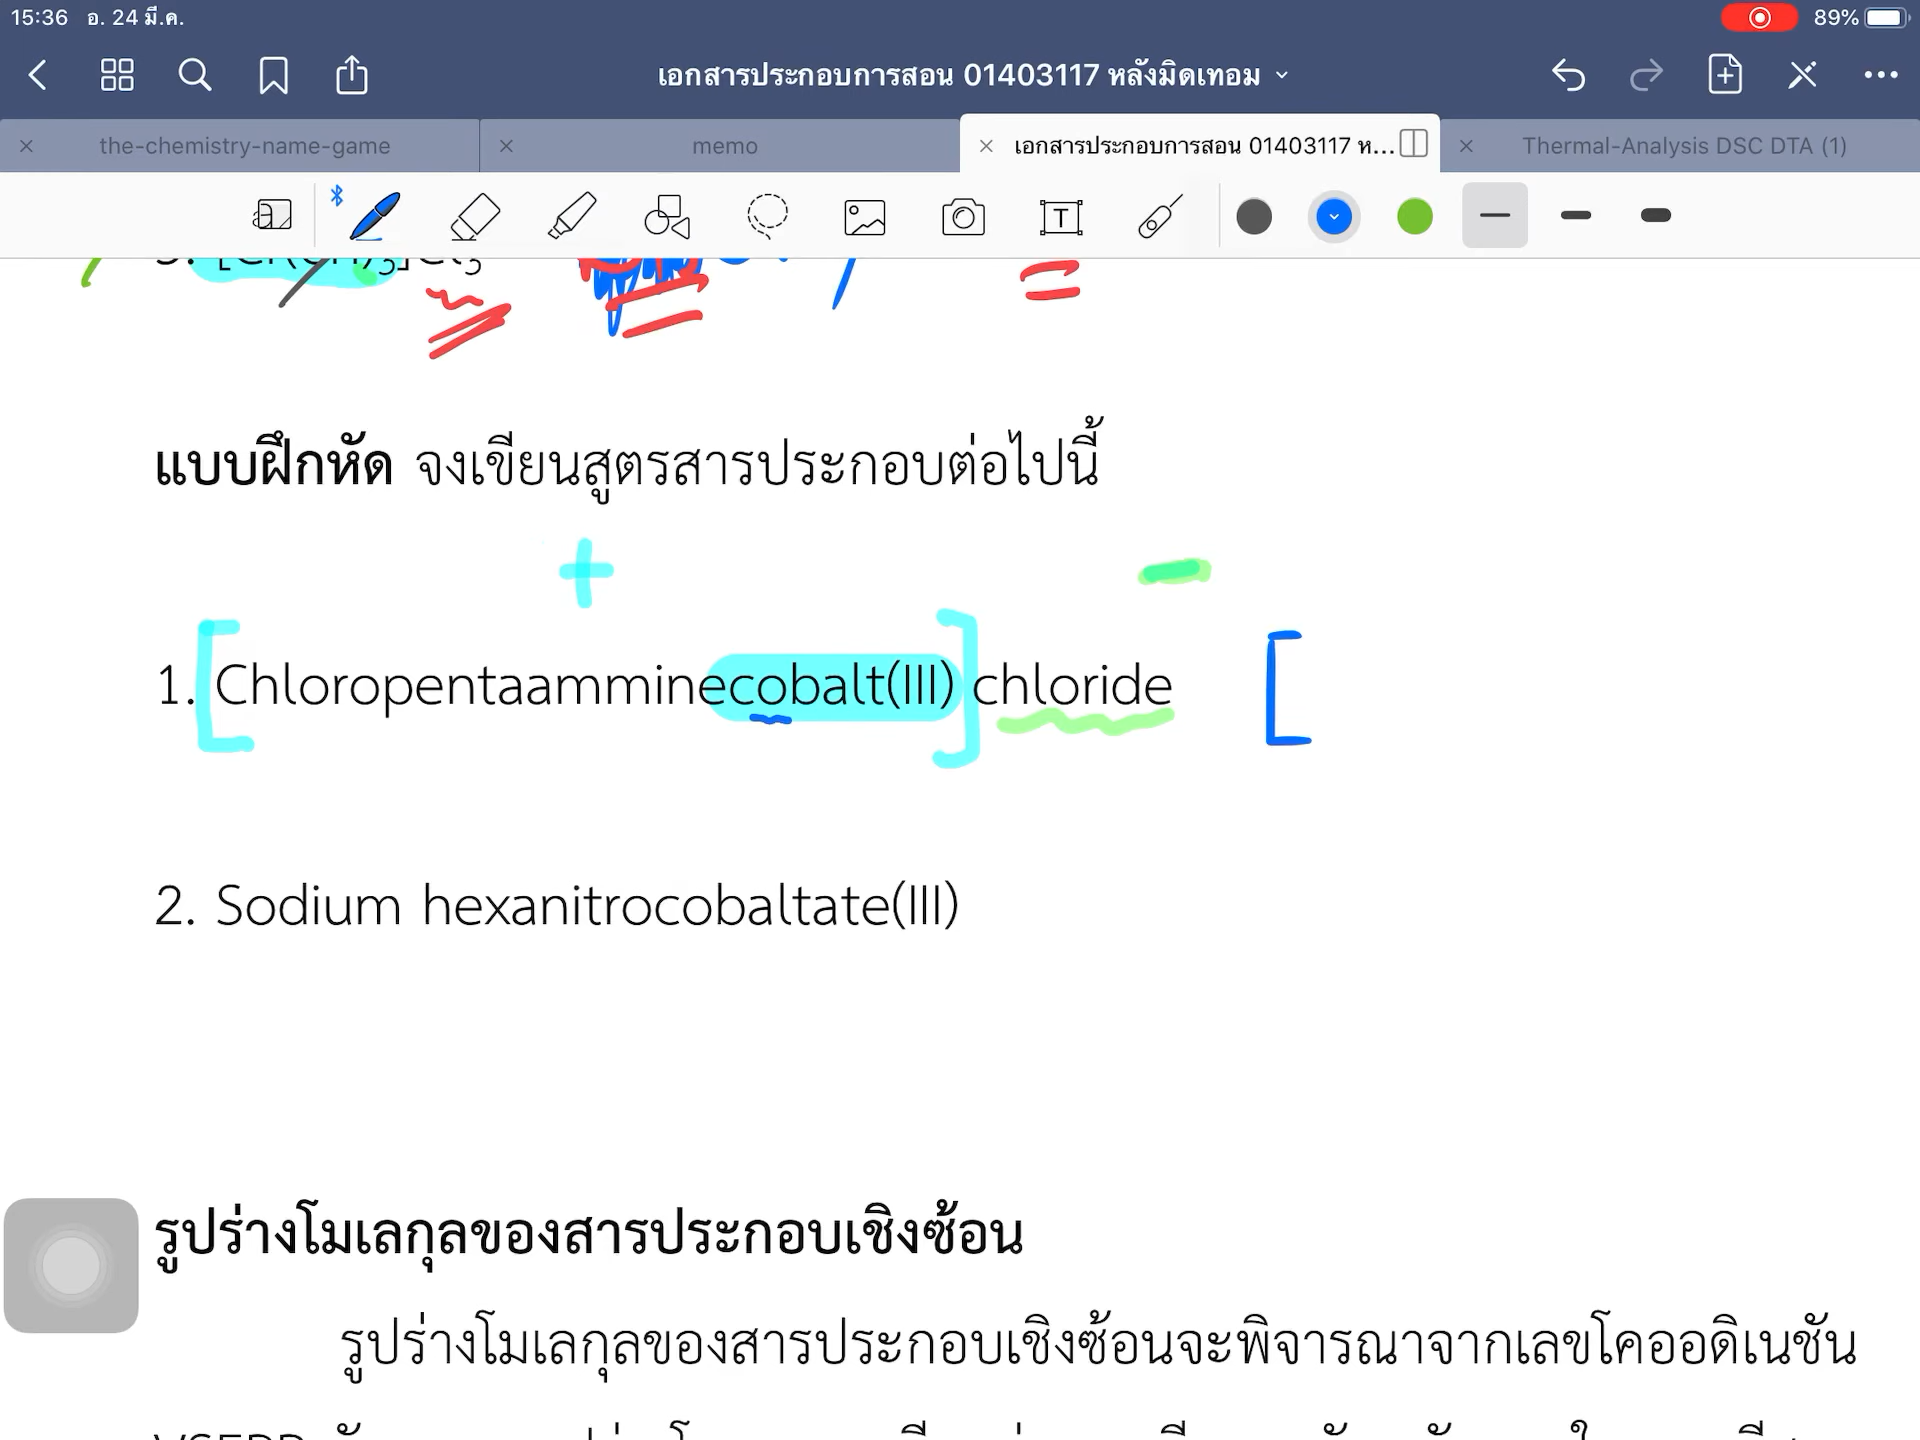 15:36 อ. 24 มี.ค. 89%
เอกสารประกอบการสอน 01403117 หลังมิดเทอม
the-chemistry-name-game memo เอกสารประกอบการสอน 01403117 ห... Thermal-Analysis DSC DTA (1)
T
แบบฝึกหัด จงเขียนสูตรสารประกอบต่อไปนี้
+ -
1. [Chloropentaamminecobalt(III)] chloride [
2. Sodium hexanitrocobaltate(III)
รูปร่างโมเลกุลของสารประกอบเชิงซ้อน
รูปร่างโมเลกุลของสารประกอบเชิงซ้อนจะพิจารณาจากเลขโคออดิเนชัน